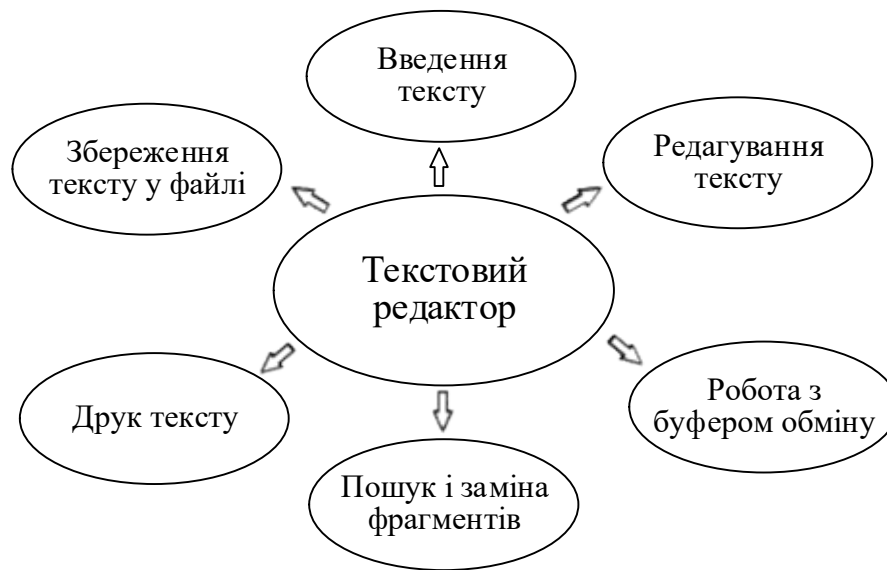 Введення
тексту
Збереження
тексту у файлі
Редагування
тексту
Текстовий
редактор
Друк тексту
Робота з
буфером обміну
Пошук і заміна
фрагментів